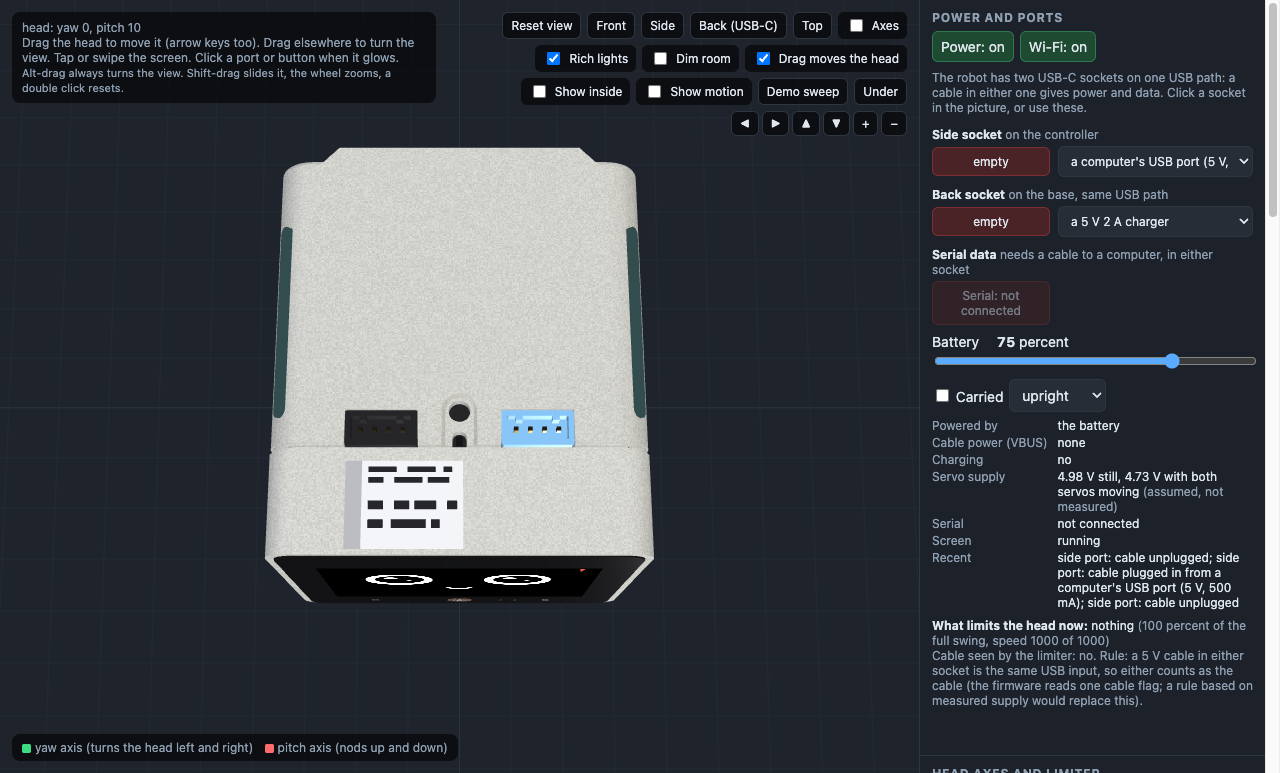 head: yaw 0, pitch 10
Drag the head to move it (arrow keys too). Drag elsewhere to turn the
view. Tap or swipe the screen. Click a port or button when it glows.
Alt-drag always turns the view. Shift-drag slides it, the wheel zooms, a
double click resets.
Reset view Front Side Back (USB-C) Top Axes
Rich lights Dim room Drag moves the head
Show inside Show motion Demo sweep Under
◄ ► ▲ ▼ + −
yaw axis (turns the head left and right) pitch axis (nods up and down)
POWER AND PORTS
Power: on Wi-Fi: on
The robot has two USB-C sockets on one USB path: a
cable in either one gives power and data. Click a socket
in the picture, or use these.
Side socket on the controller
empty a computer's USB port (5 V,
Back socket on the base, same USB path
empty a 5 V 2 A charger
Serial data needs a cable to a computer, in either
socket
Serial: not
connected
Battery 75 percent
Carried upright
Powered by the battery
Cable power (VBUS) none
Charging no
Servo supply 4.98 V still, 4.73 V with both
servos moving (assumed, not
measured)
Serial not connected
Screen running
Recent side port: cable unplugged; side
port: cable plugged in from a
computer's USB port (5 V, 500
mA); side port: cable unplugged
What limits the head now: nothing (100 percent of the
full swing, speed 1000 of 1000)
Cable seen by the limiter: no. Rule: a 5 V cable in either
socket is the same USB input, so either counts as the
cable (the firmware reads one cable flag; a rule based on
measured supply would replace this).
HEAD AXES AND LIMITER